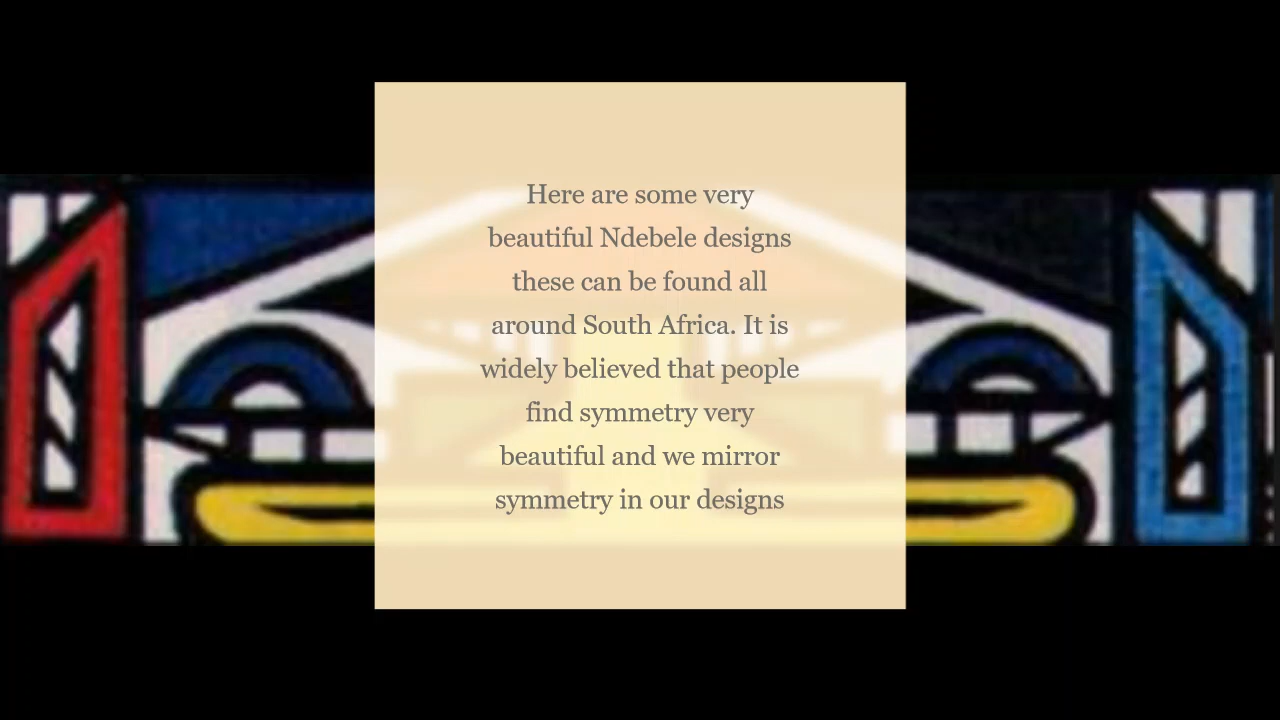 Here are some very
beautiful Ndebele designs
these can be found all
around South Africa. It is
widely believed that people
find symmetry very
beautiful and we mirror
symmetry in our designs